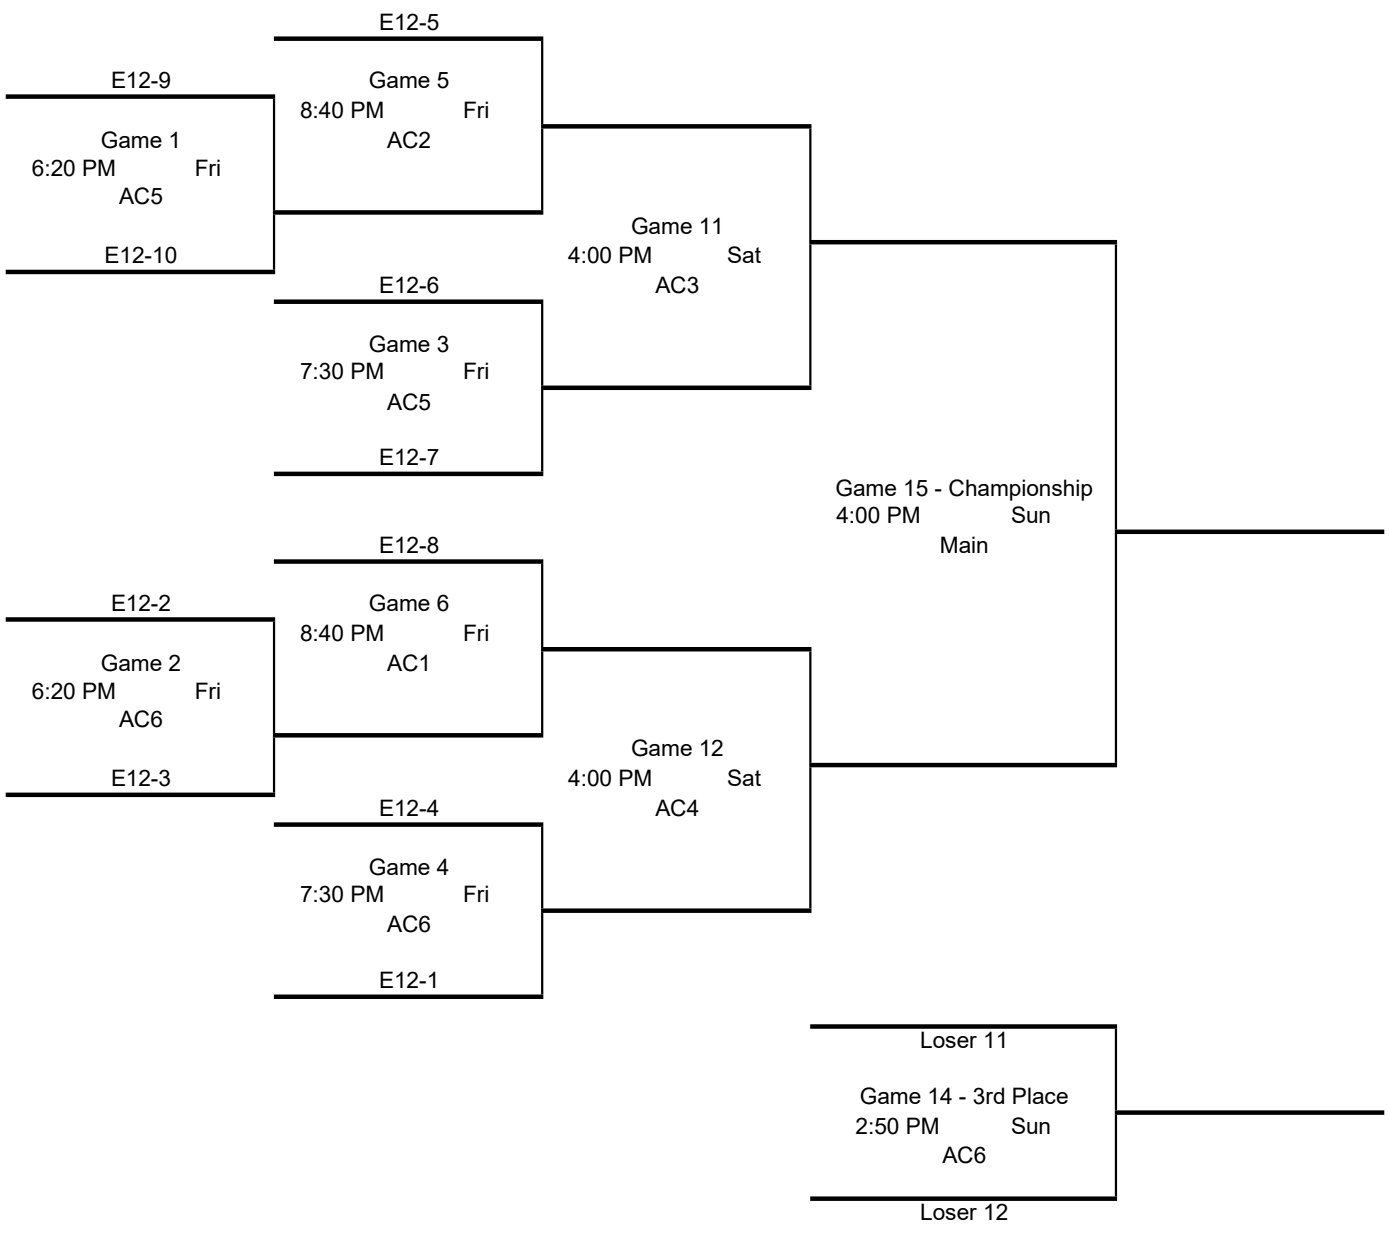 E12-5
E12-9
Game 5
8:40 PM Fri
AC2
Game 1
6:20 PM Fri
AC5
E12-10
Game 11
4:00 PM Sat
AC3
E12-6
Game 3
7:30 PM Fri
AC5
E12-7
Game 15 - Championship
4:00 PM Sun
Main
E12-8
E12-2
Game 6
8:40 PM Fri
AC1
Game 2
6:20 PM Fri
AC6
E12-3
Game 12
4:00 PM Sat
AC4
E12-4
Game 4
7:30 PM Fri
AC6
E12-1
Loser 11
Game 14 - 3rd Place
2:50 PM Sun
AC6
Loser 12